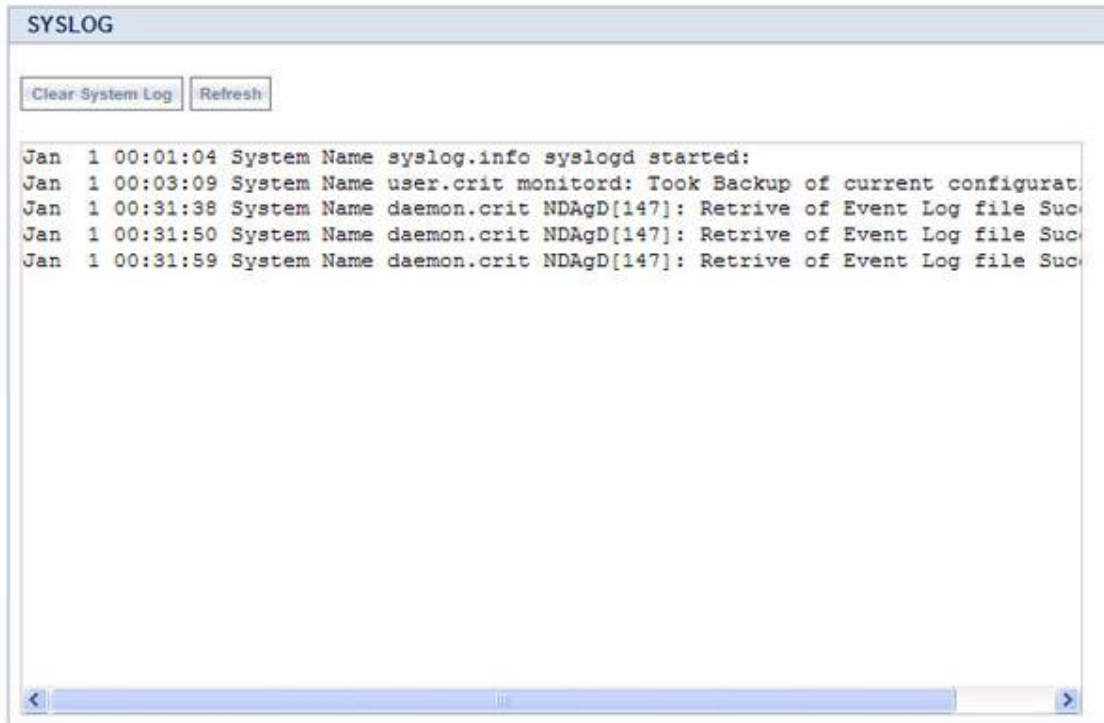 SYSLOG
Clear System Log Refresh
Jan  1 00:01:04 System Name syslog.info syslogd started:
Jan  1 00:03:09 System Name user.crit monitord: Took Backup of current configurat
Jan  1 00:31:38 System Name daemon.crit NDAgD[147]: Retrive of Event Log file Suc
Jan  1 00:31:50 System Name daemon.crit NDAgD[147]: Retrive of Event Log file Suc
Jan  1 00:31:59 System Name daemon.crit NDAgD[147]: Retrive of Event Log file Suc